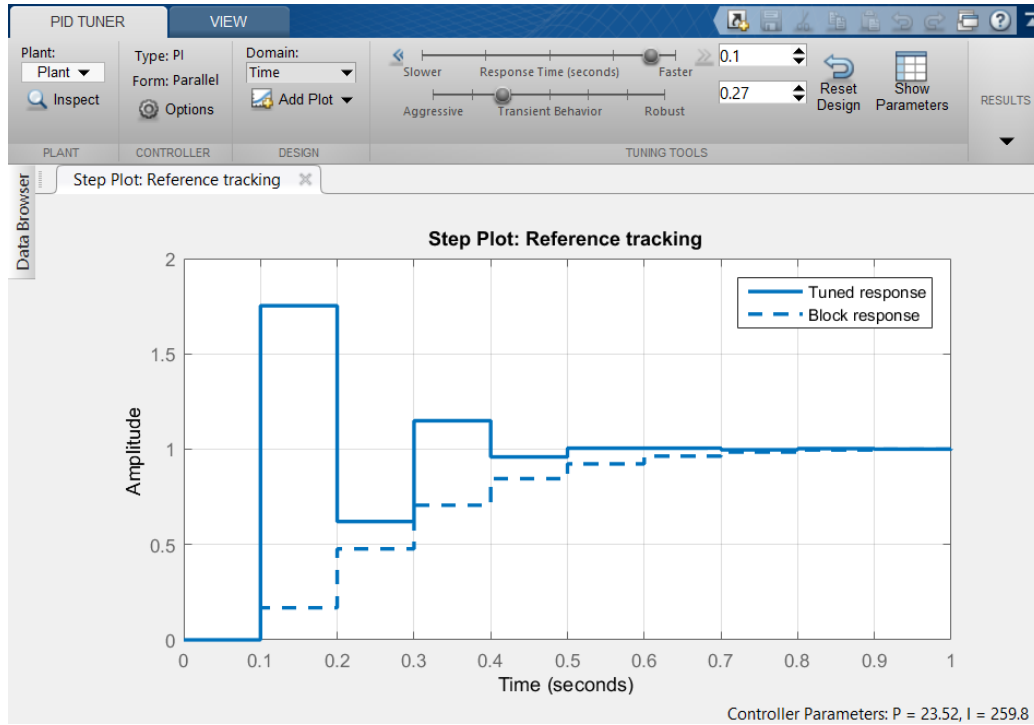 PID TUNER VIEW
Plant:
Plant
Inspect
PLANT
Type: PI
Form: Parallel
Options
CONTROLLER
Domain:
Time
Add Plot
DESIGN
Slower Response Time (seconds) Faster
0.1
Aggressive Transient Behavior Robust
0.27
Reset
Design
Show
Parameters
TUNING TOOLS
RESULTS
Data Browser
Step Plot: Reference tracking
Step Plot: Reference tracking
Tuned response
Block response
Amplitude
2
1.5
1
0.5
0
0 0.1 0.2 0.3 0.4 0.5 0.6 0.7 0.8 0.9 1
Time (seconds)
Controller Parameters: P = 23.52, I = 259.8